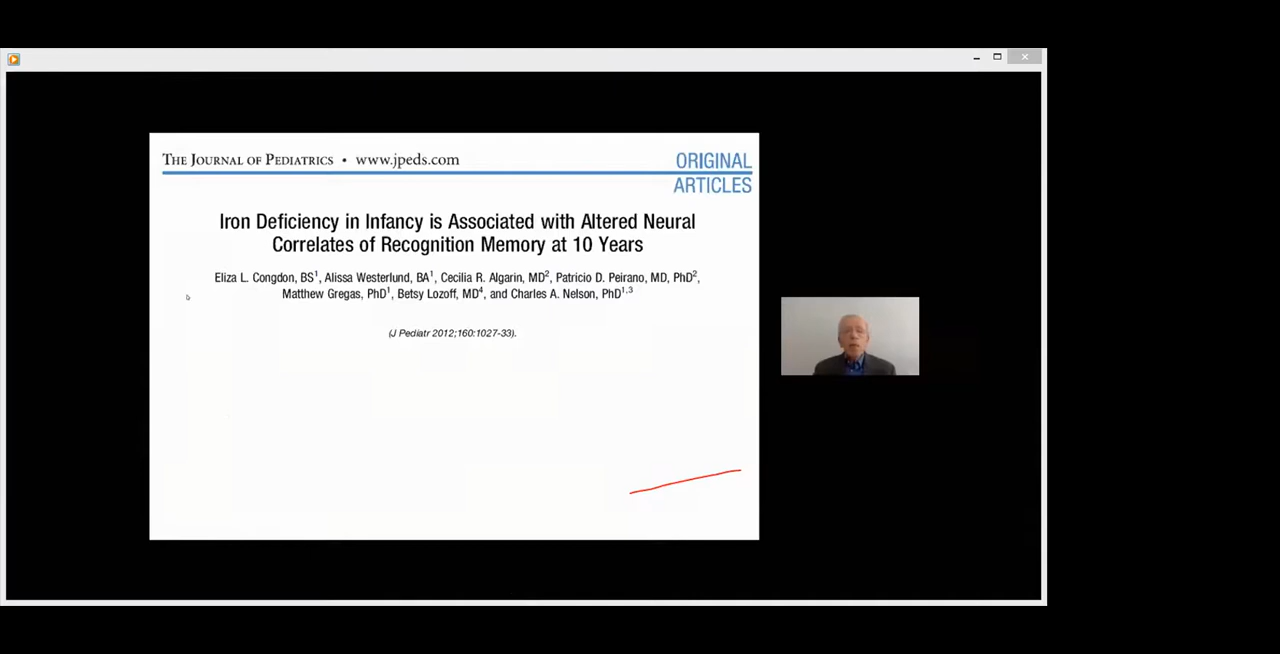 THE JOURNAL OF PEDIATRICS • www.jpeds.com
ORIGINAL
ARTICLES
Iron Deficiency in Infancy is Associated with Altered Neural
Correlates of Recognition Memory at 10 Years
Eliza L. Congdon, BS1, Alissa Westerlund, BA1, Cecilia R. Algarin, MD2, Patricio D. Peirano, MD, PhD2,
Matthew Gregas, PhD1, Betsy Lozoff, MD4, and Charles A. Nelson, PhD1,3
(J Pediatr 2012;160:1027-33).